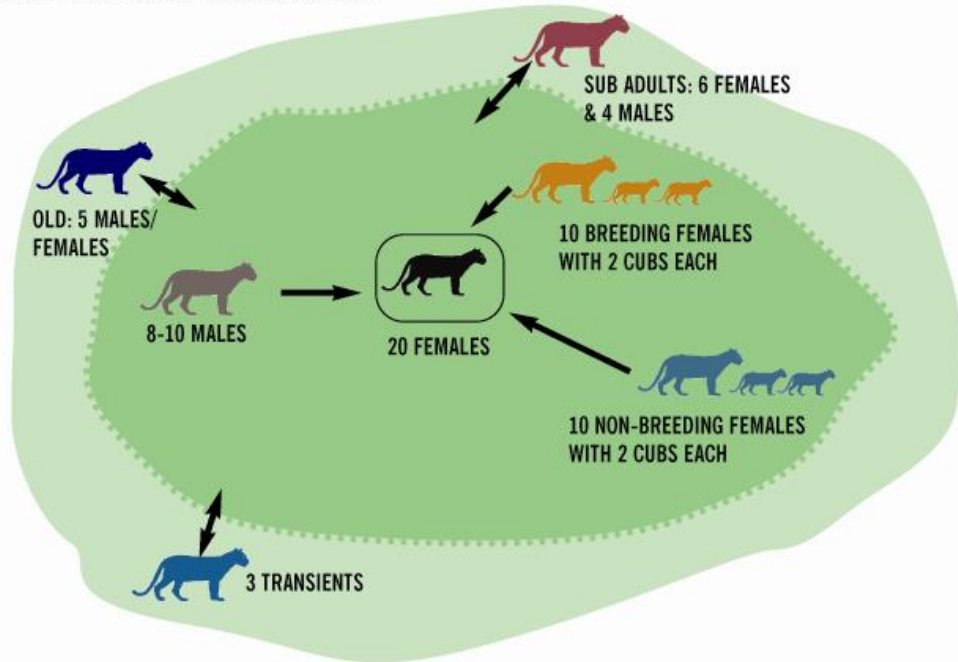 SUB ADULTS: 6 FEMALES
& 4 MALES
OLD: 5 MALES/
FEMALES
10 BREEDING FEMALES
WITH 2 CUBS EACH
8-10 MALES
20 FEMALES
10 NON-BREEDING FEMALES
WITH 2 CUBS EACH
3 TRANSIENTS